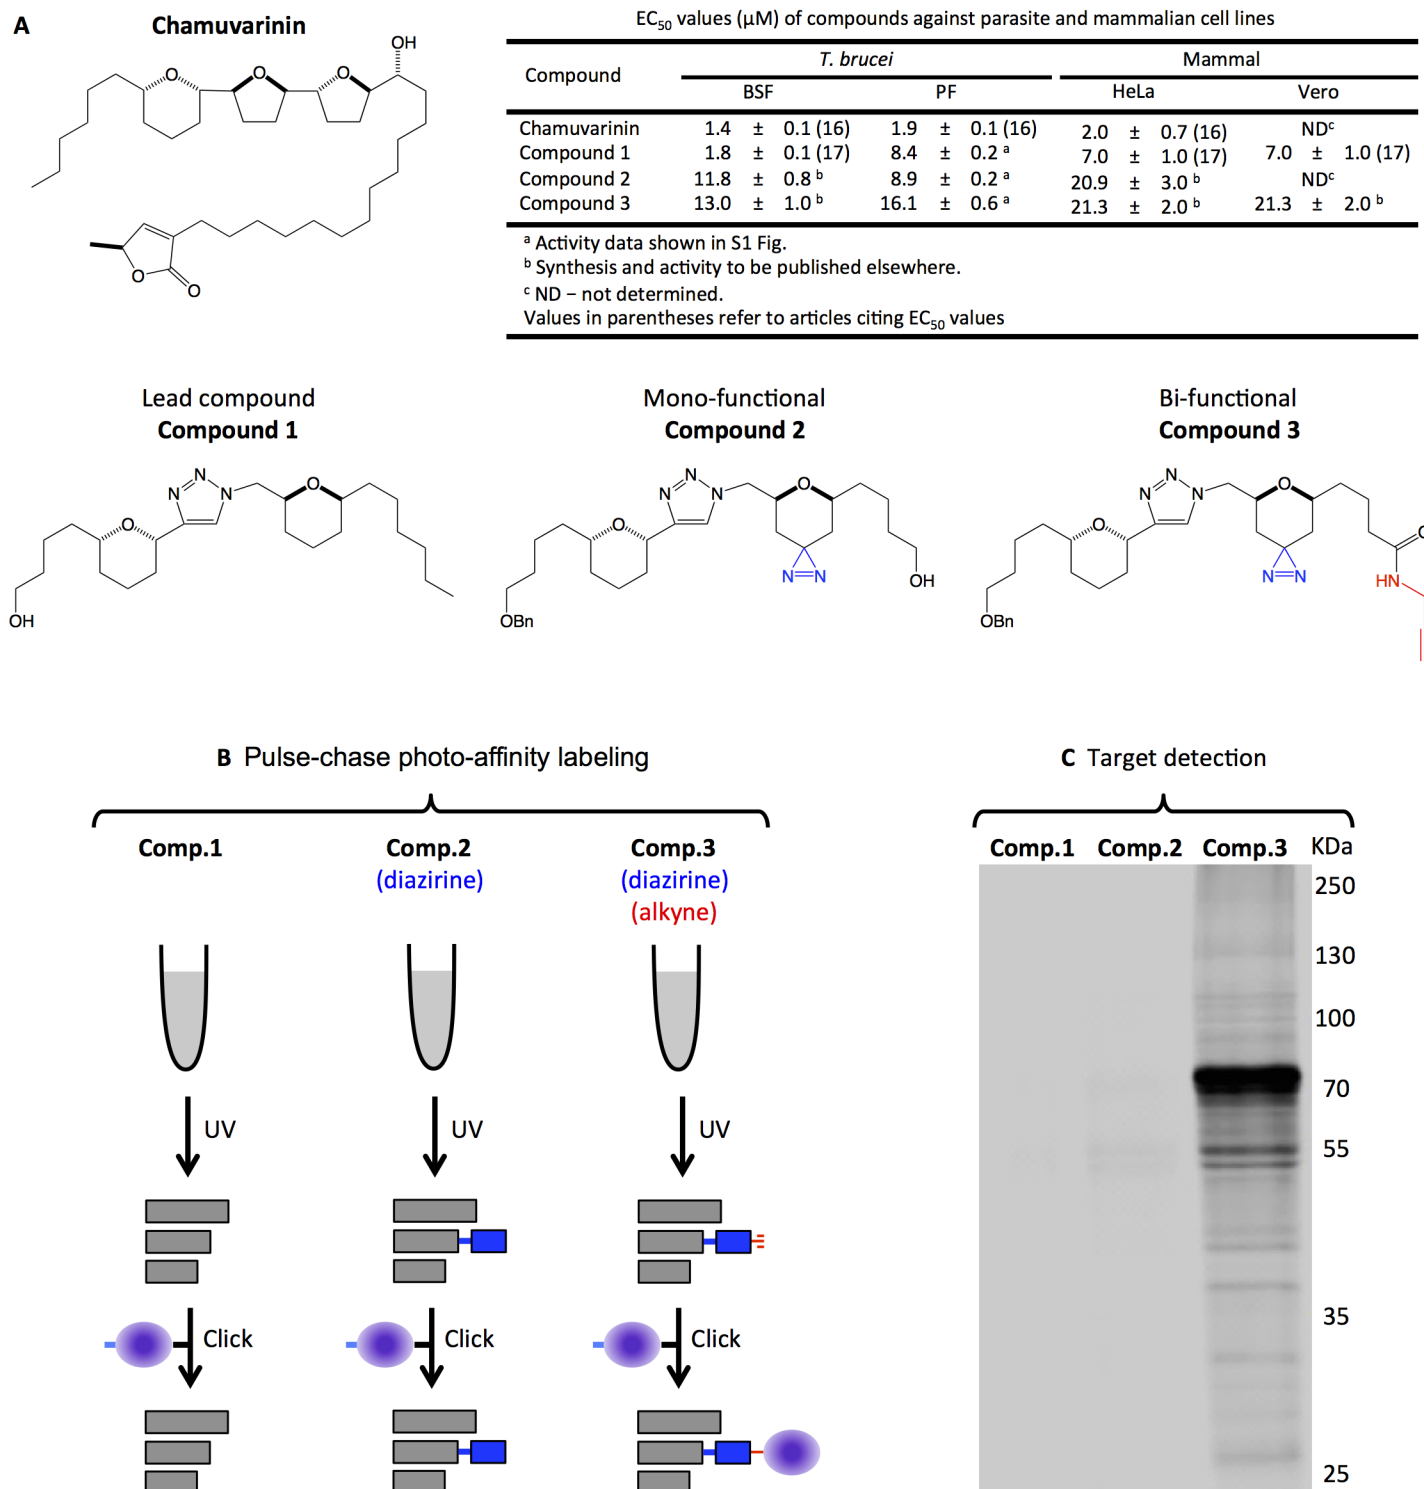 A
Chamuvarinin
OH
O
O
O
O
O
EC50 values (µM) of compounds against parasite and mammalian cell lines
Compound T. brucei Mammal
BSF PF HeLa Vero
Chamuvarinin 1.4 ± 0.1 (16) 1.9 ± 0.1 (16) 2.0 ± 0.7 (16) NDc
Compound 1 1.8 ± 0.1 (17) 8.4 ± 0.2 a 7.0 ± 1.0 (17) 7.0 ± 1.0 (17)
Compound 2 11.8 ± 0.8 b 8.9 ± 0.2 a 20.9 ± 3.0 b NDc
Compound 3 13.0 ± 1.0 b 16.1 ± 0.6 a 21.3 ± 2.0 b 21.3 ± 2.0 b
a Activity data shown in S1 Fig.
b Synthesis and activity to be published elsewhere.
c ND – not determined.
Values in parentheses refer to articles citing EC50 values
Lead compound
Compound 1
N
N N O
O
OH
Mono-functional
Compound 2
N
N N O
O
N=N
OH
OBn
Bi-functional
Compound 3
N
N N O
O
O
N=N
HN
OBn
B Pulse-chase photo-affinity labeling
Comp.1 Comp.2 Comp.3
(diazirine) (diazirine)
(alkyne)
UV UV UV
Click Click Click
C Target detection
Comp.1 Comp.2 Comp.3 KDa
250
130
100
70
55
35
25